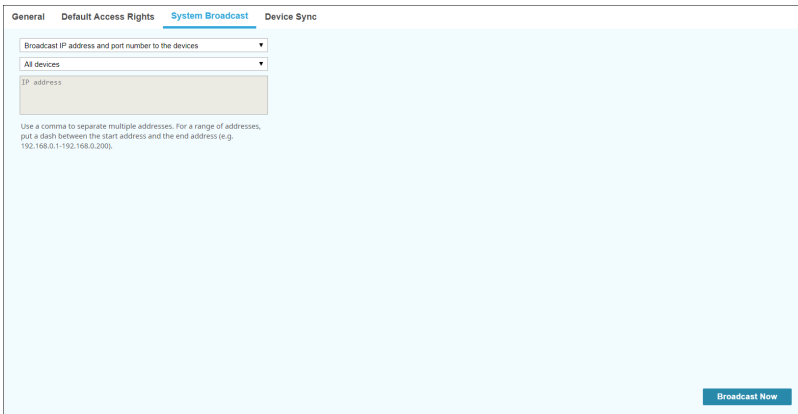 General Default Access Rights System Broadcast Device Sync
Broadcast IP address and port number to the devices
All devices
IP address
Use a comma to separate multiple addresses. For a range of addresses,
put a dash between the start address and the end address (e.g.
192.168.0.1-192.168.0.200).
Broadcast Now